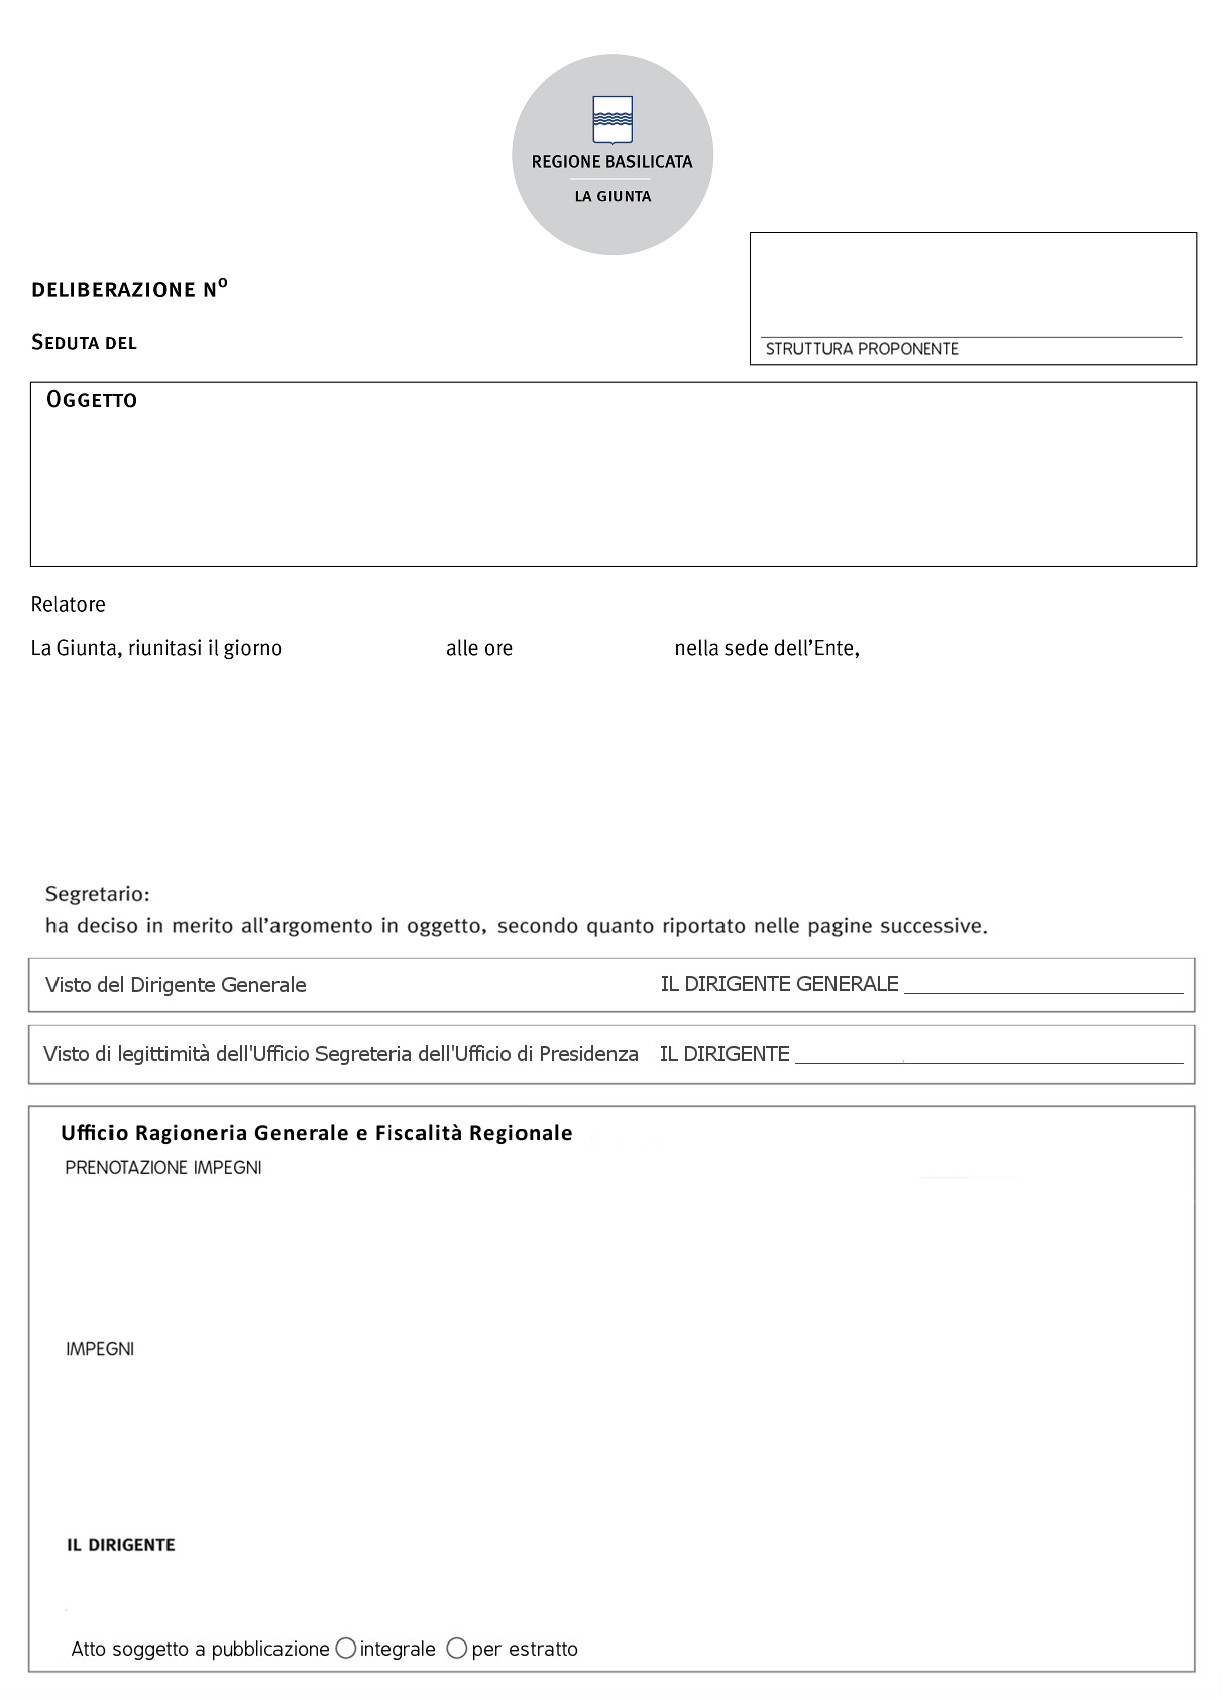 REGIONE BASILICATA
LA GIUNTA
DELIBERAZIONE N°
SEDUTA DEL
STRUTTURA PROPONENTE
OGGETTO
Relatore
La Giunta, riunitasi il giorno alle ore nella sede dell’Ente,
Segretario:
ha deciso in merito all’argomento in oggetto, secondo quanto riportato nelle pagine successive.
Visto del Dirigente Generale IL DIRIGENTE GENERALE
Visto di legittimità dell'Ufficio Segreteria dell'Ufficio di Presidenza IL DIRIGENTE
Ufficio Ragioneria Generale e Fiscalità Regionale
PRENOTAZIONE IMPEGNI
IMPEGNI
IL DIRIGENTE
Atto soggetto a pubblicazione integrale per estratto